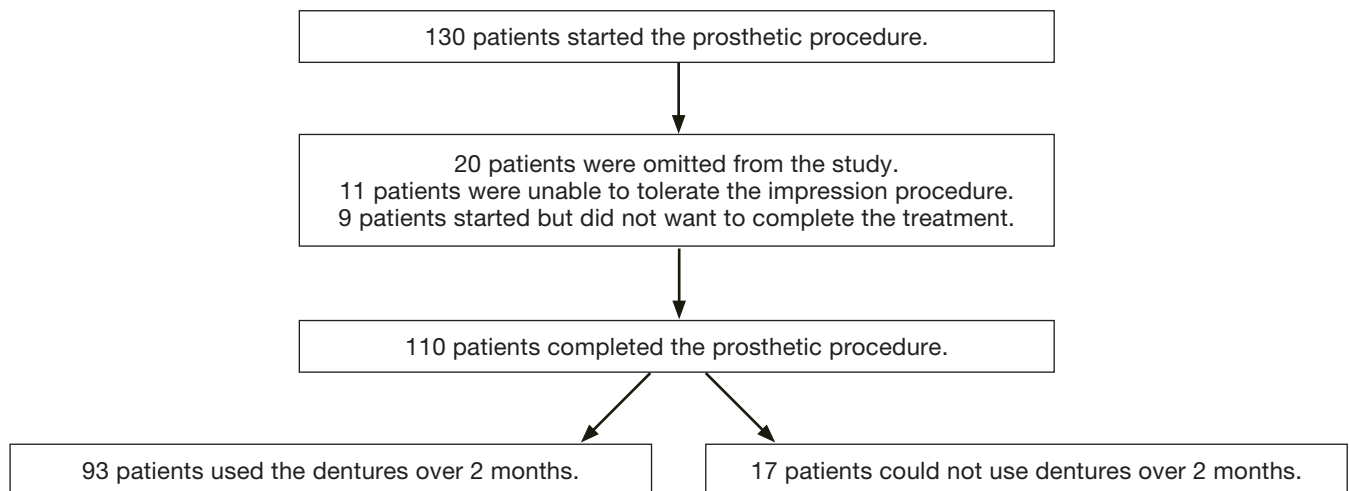 130 patients started the prosthetic procedure.
20 patients were omitted from the study.
11 patients were unable to tolerate the impression procedure.
9 patients started but did not want to complete the treatment.
110 patients completed the prosthetic procedure.
93 patients used the dentures over 2 months.
17 patients could not use dentures over 2 months.